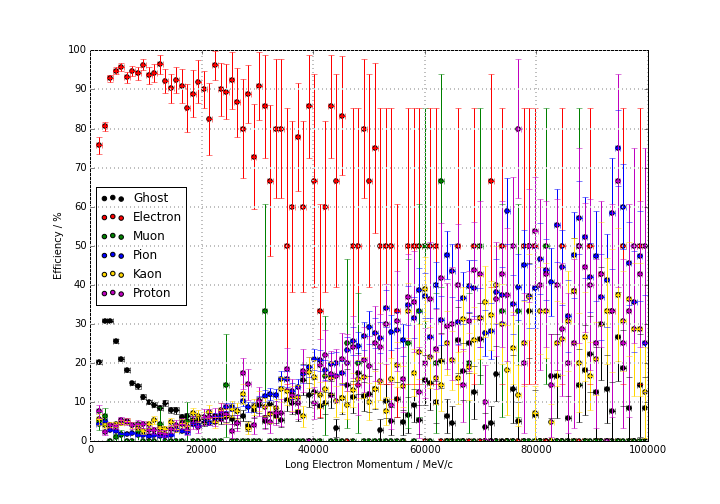 100
90
80
70
60
50
40
30
20
10
0
Efficiency / %
Ghost
Electron
Muon
Pion
Kaon
Proton
0 20000 40000 60000 80000 100000
Long Electron Momentum / MeV/c